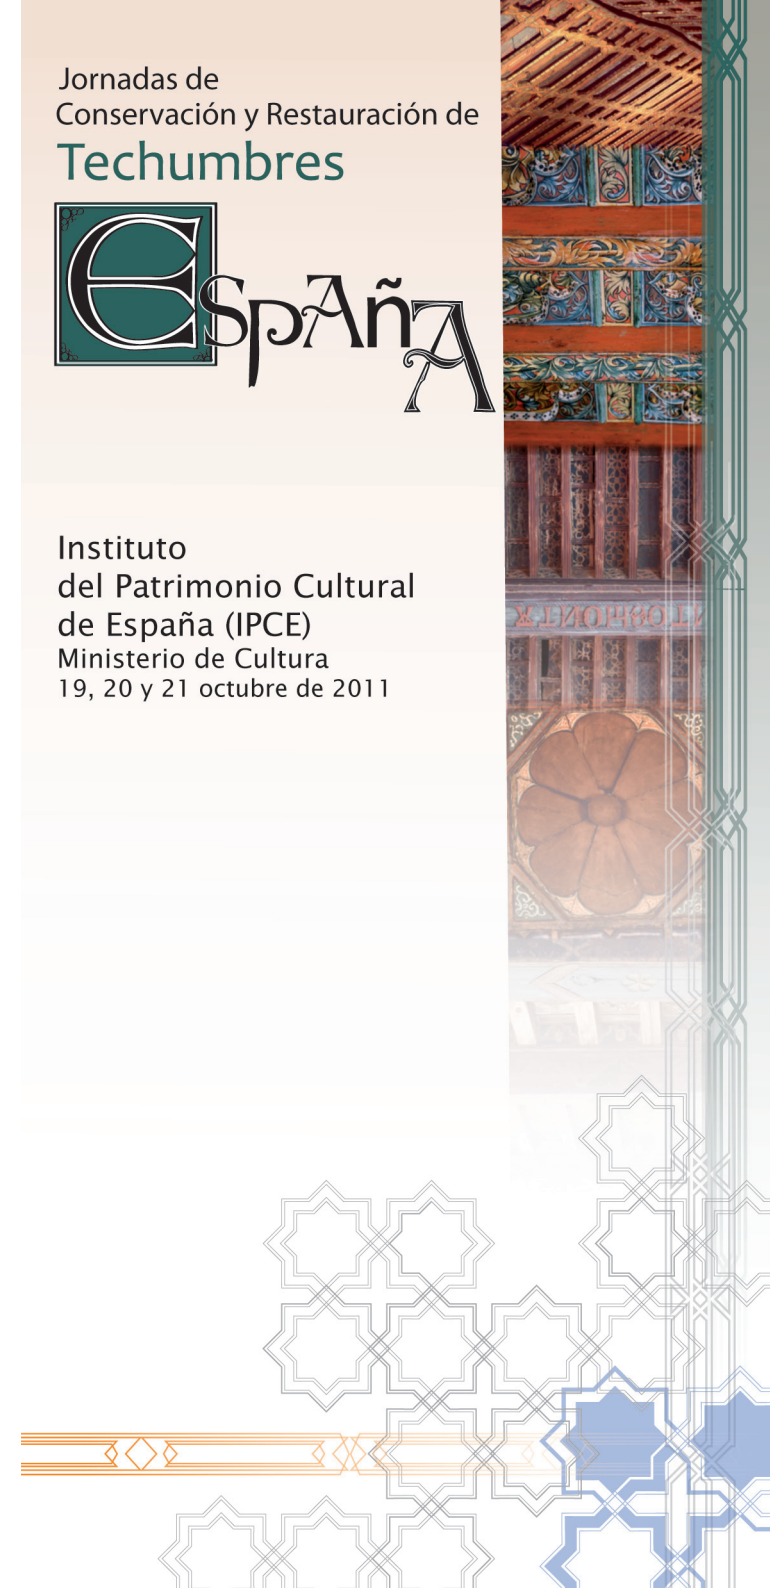 Jornadas de
Conservación y Restauración de
Techumbres
España
Instituto
del Patrimonio Cultural
de España (IPCE)
Ministerio de Cultura
19, 20 y 21 octubre de 2011